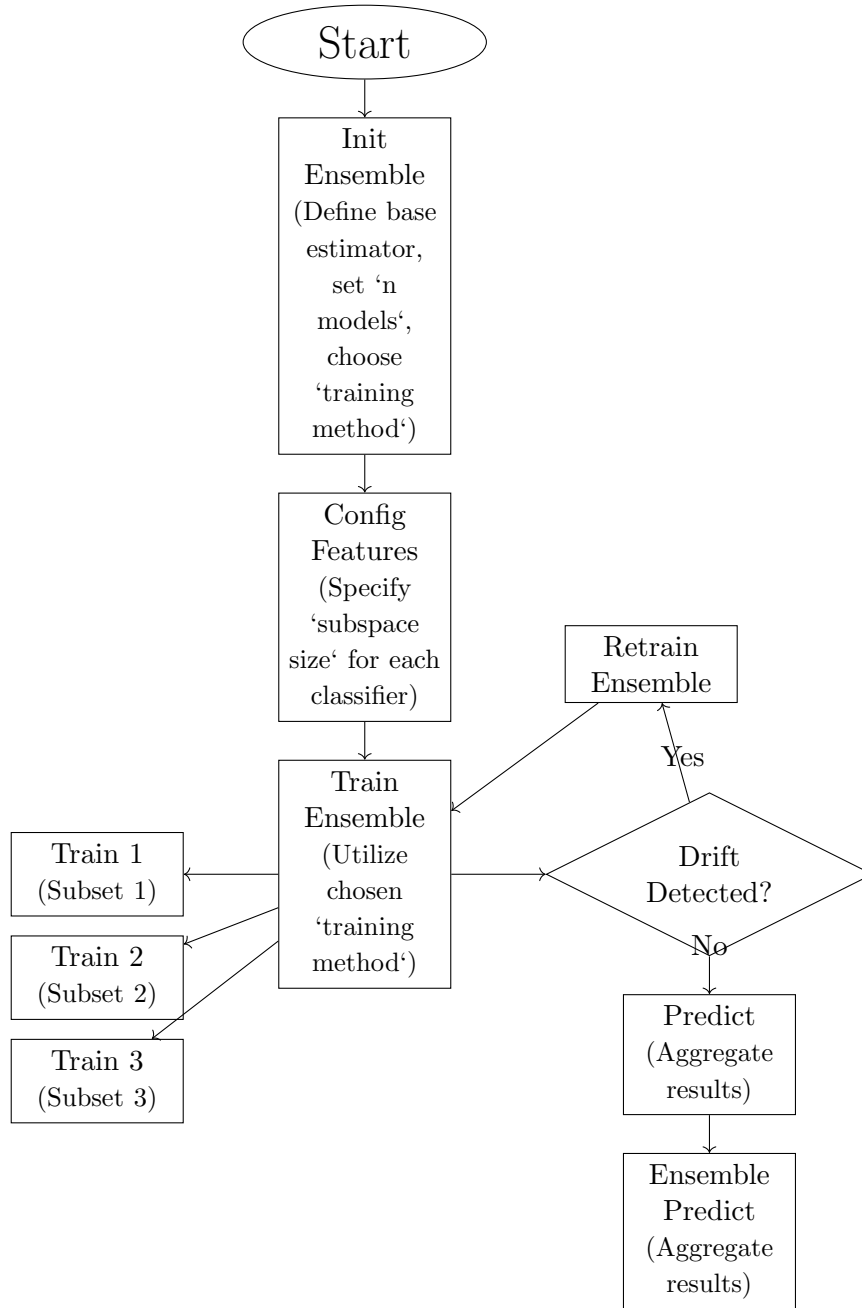 Start
Init
Ensemble
(Define base
estimator,
set ‘n
models‘,
choose
‘training
method‘)
Config
Features
(Specify
‘subspace
size‘ for each
classifier)
Retrain
Ensemble
Yes
Train
Ensemble
(Utilize
chosen
‘training
method‘)
Train 1
(Subset 1)
Train 2
(Subset 2)
Train 3
(Subset 3)
Drift
Detected?
No
Predict
(Aggregate
results)
Ensemble
Predict
(Aggregate
results)